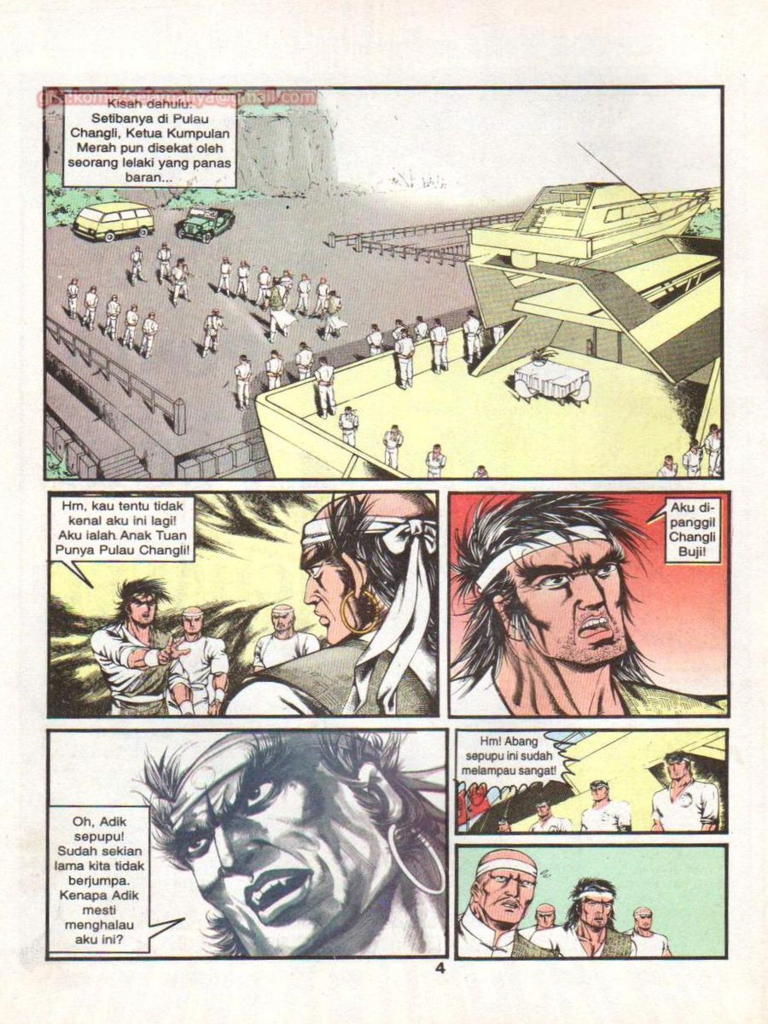 Kisah dahulu:
Setibanya di Pulau
Changli, Ketua Kumpulan
Merah pun disekat oleh
seorang lelaki yang panas
baran...
Hm, kau tentu tidak
kenal aku ini lagi!
Aku ialah Anak Tuan
Punya Pulau Changli!
Aku di-
panggil
Changli
Buji!
Oh, Adik
sepupu!
Sudah sekian
lama kita tidak
berjumpa.
Kenapa Adik
mesti
menghalau
aku ini?
Hm! Abang
sepupu ini sudah
melampau sangat!
4